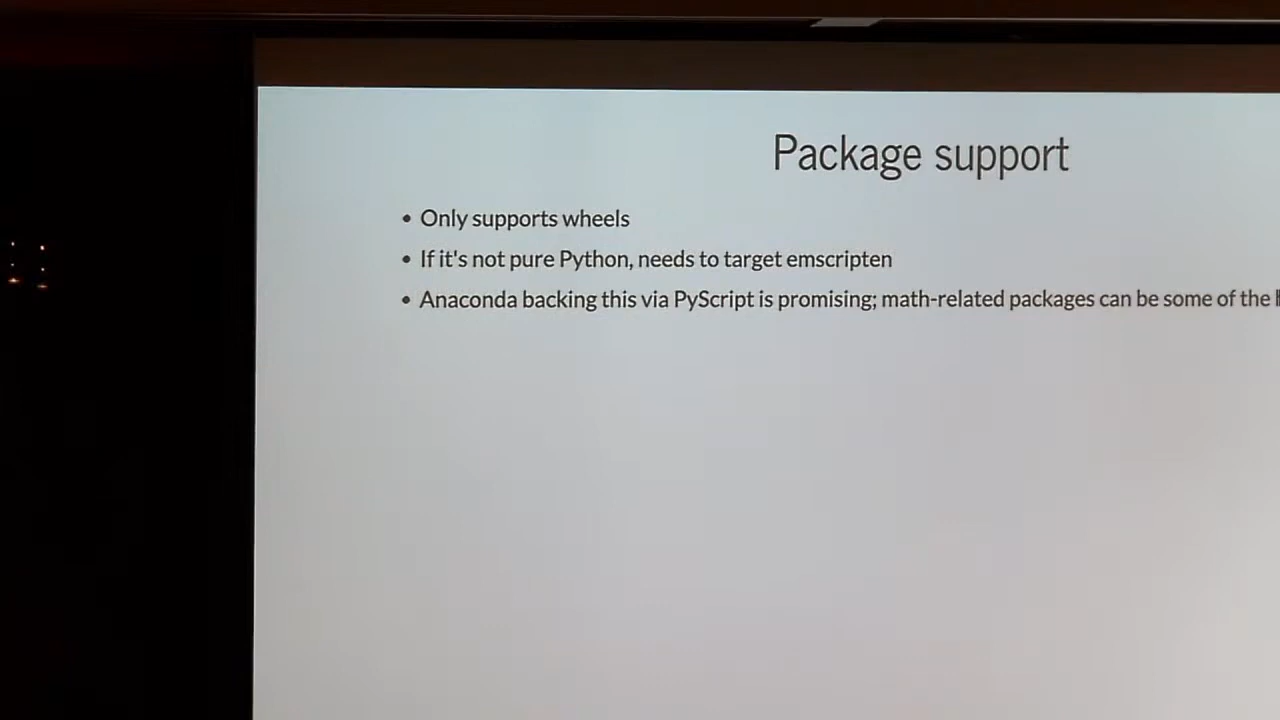 Package support
• Only supports wheels
• If it's not pure Python, needs to target emscripten
• Anaconda backing this via PyScript is promising; math-related packages can be some of the